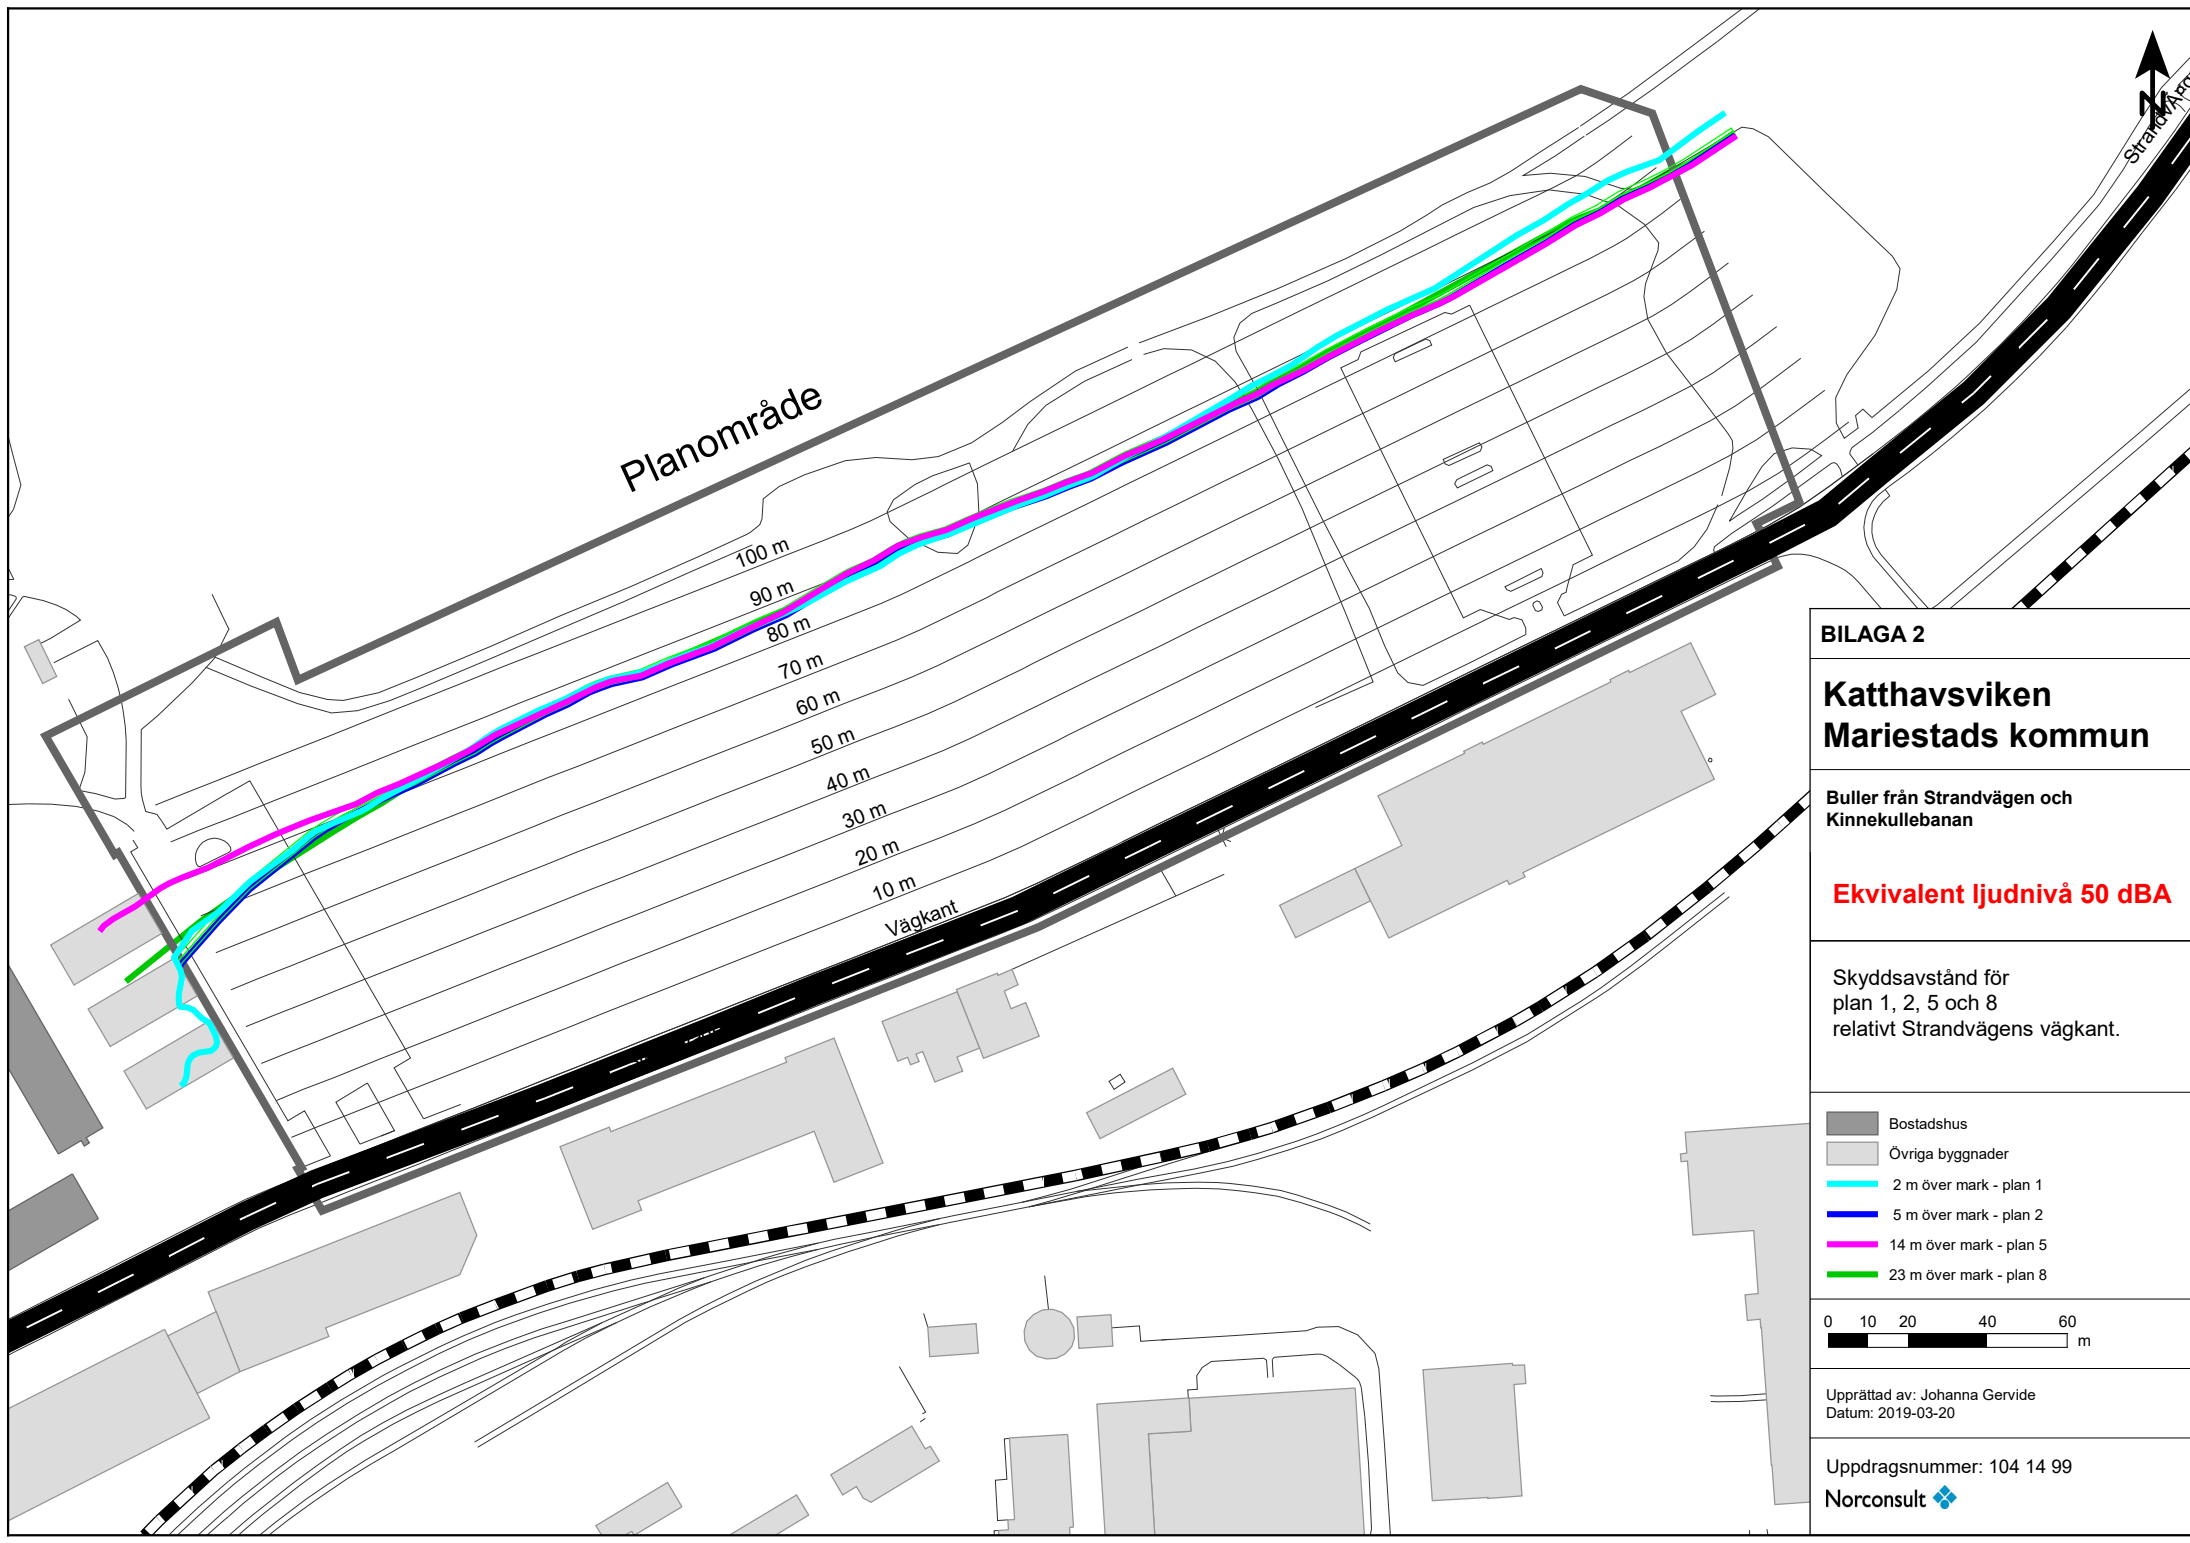 Planområde
100 m
90 m
80 m
70 m
60 m
50 m
40 m
30 m
20 m
10 m
Vägkant
N
BILAGA 2
Katthavsviken
Mariestads kommun
Buller från Strandvägen och
Kinnekullebanan
Ekvivalent ljudnivå 50 dBA
Skyddsavstånd för
plan 1, 2, 5 och 8
relativt Strandvägens vägkant.
Bostadshus
Övriga byggnader
2 m över mark - plan 1
5 m över mark - plan 2
14 m över mark - plan 5
23 m över mark - plan 8
0 10 20 40 60
m
Upprättad av: Johanna Gervide
Datum: 2019-03-20
Uppdragsnummer: 104 14 99
Norconsult